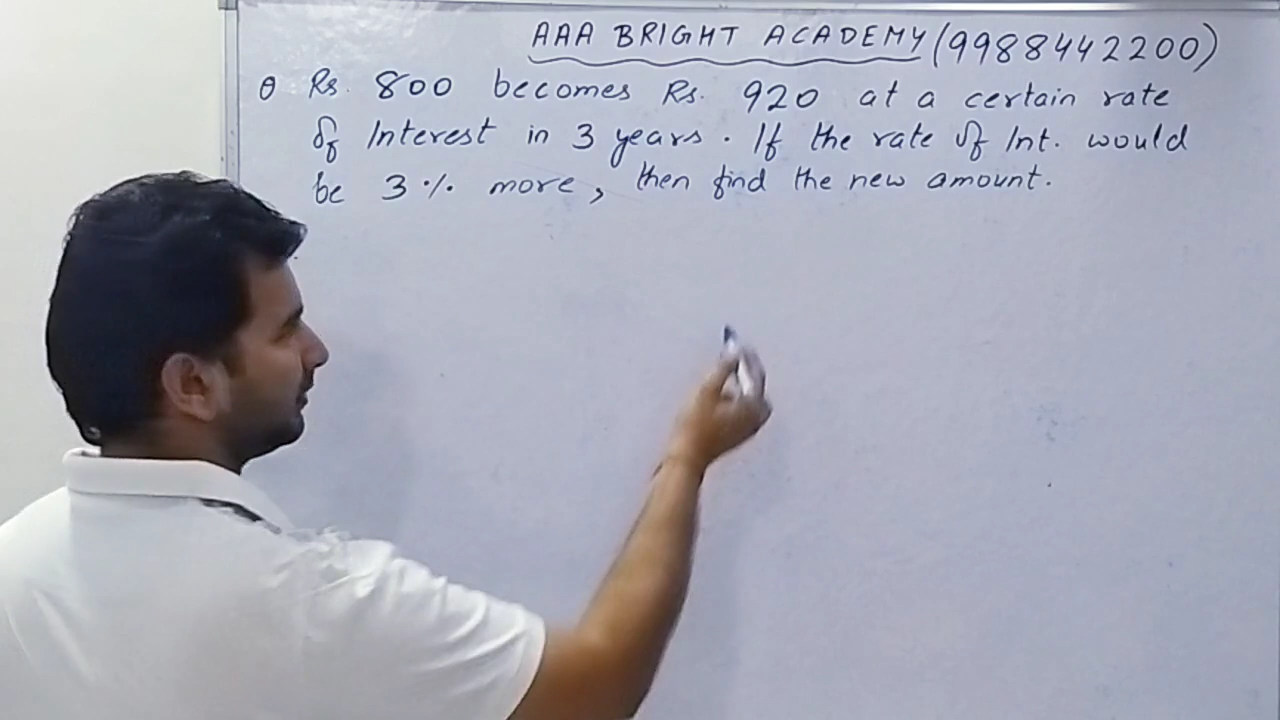 AAA BRIGHT ACADEMY (9988442200)
Q Rs. 800 becomes Rs. 920 at a certain rate
of Interest in 3 years. If the rate of Int. would
be 3% more, then find the new amount.